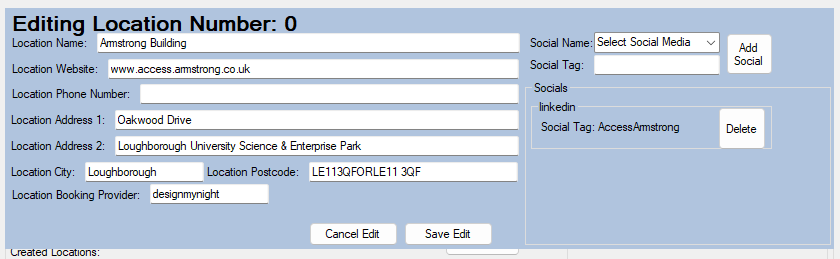 Editing Location Number: 0
Location Name: Armstrong Building
Location Website: www.access.armstrong.co.uk
Location Phone Number:
Location Address 1: Oakwood Drive
Location Address 2: Loughborough University Science & Enterprise Park
Location City: Loughborough Location Postcode: LE113QFORLE11 3QF
Location Booking Provider: designmynight
Cancel Edit Save Edit
Social Name: Select Social Media
Social Tag:
Add
Social
Socials
linkedin
Social Tag: AccessArmstrong Delete
Created Locations: